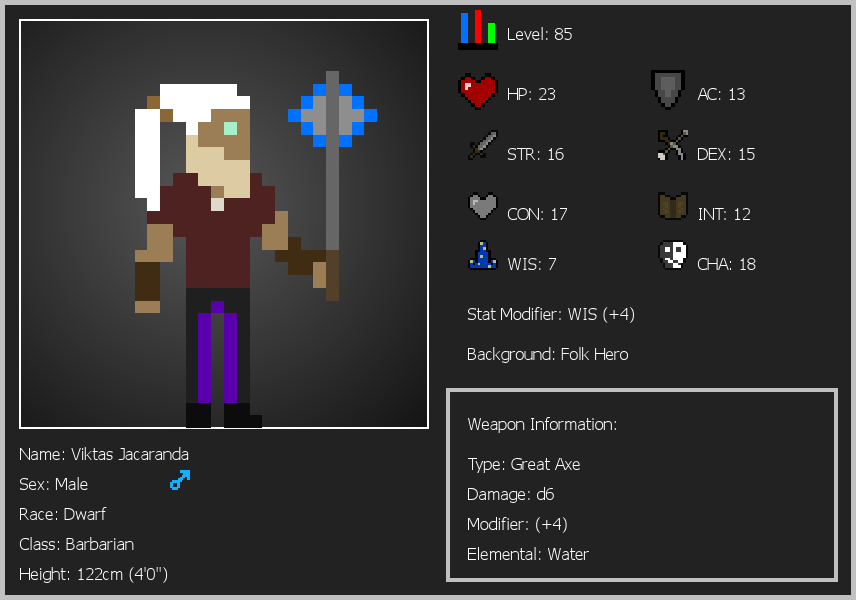 Level: 85
HP: 23
AC: 13
STR: 16
DEX: 15
CON: 17
INT: 12
WIS: 7
CHA: 18
Stat Modifier: WIS (+4)
Background: Folk Hero
Weapon Information:
Type: Great Axe
Damage: d6
Modifier: (+4)
Elemental: Water
Name: Viktas Jacaranda
Sex: Male
Race: Dwarf
Class: Barbarian
Height: 122cm (4'0")